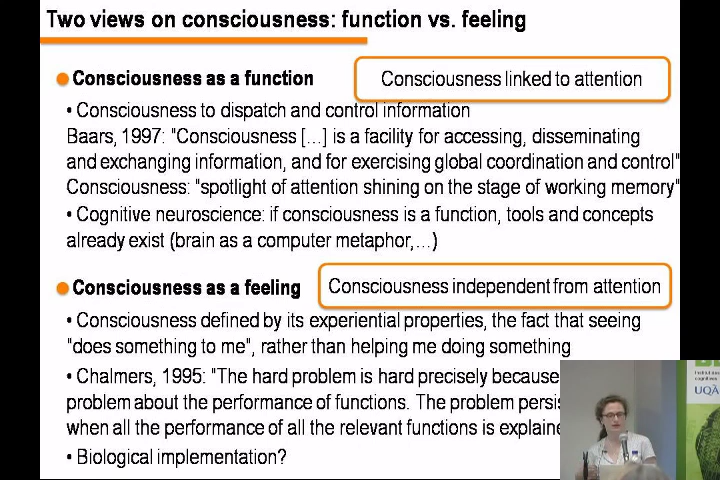 Two views on consciousness: function vs. feeling
Consciousness as a function
Consciousness linked to attention
• Consciousness to dispatch and control information
Baars, 1997: "Consciousness […] is a facility for accessing, disseminating
and exchanging information, and for exercising global coordination and control"
Consciousness: "spotlight of attention shining on the stage of working memory"
• Cognitive neuroscience: if consciousness is a function, tools and concepts
already exist (brain as a computer metaphor,…)
Consciousness as a feeling
Consciousness independent from attention
• Consciousness defined by its experiential properties, the fact that seeing
"does something to me", rather than helping me doing something
• Chalmers, 1995: "The hard problem is hard precisely because
problem about the performance of functions. The problem
when all the performance of all the relevant functions is
• Biological implementation?
UQÀ